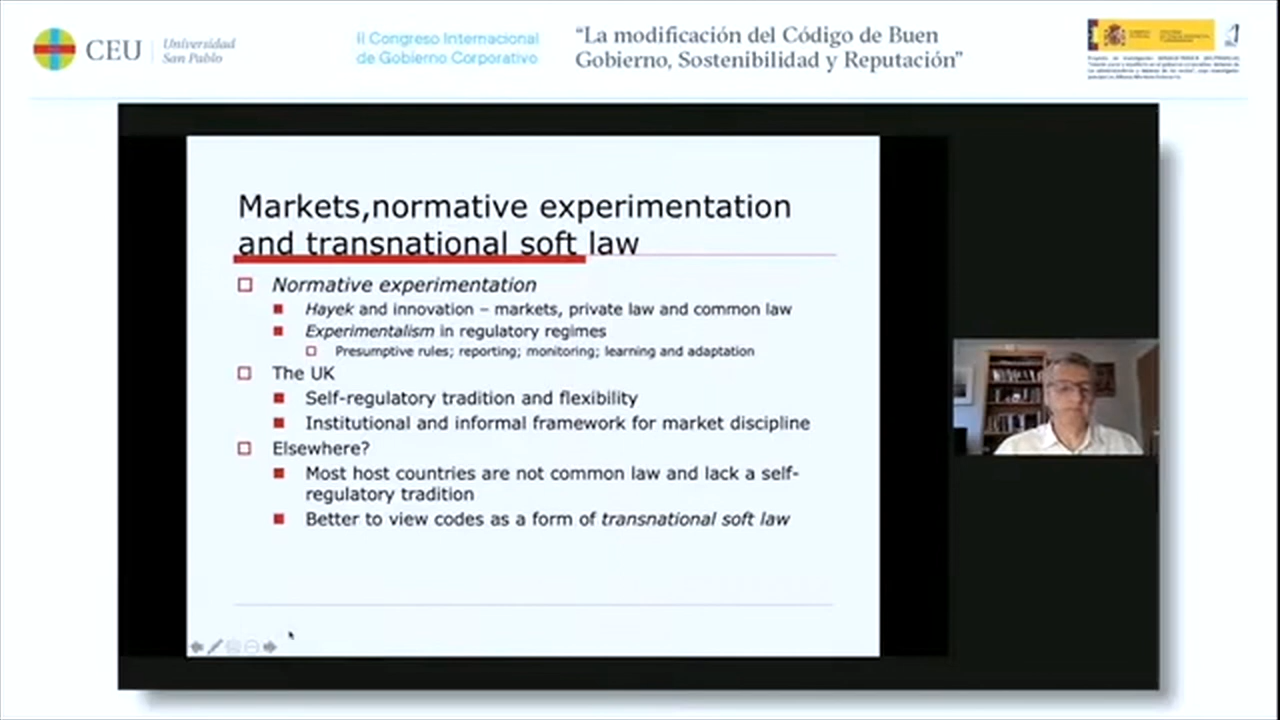 CEU
Universidad
San Pablo
II Congreso Internacional
de Gobierno Corporativo
“La modificación del Código de Buen
Gobierno, Sostenibilidad y Reputación”
Markets,normative experimentation
and transnational soft law
Normative experimentation
Hayek and innovation – markets, private law and common law
Experimentalism in regulatory regimes
Presumptive rules; reporting; monitoring; learning and adaptation
The UK
Self-regulatory tradition and flexibility
Institutional and informal framework for market discipline
Elsewhere?
Most host countries are not common law and lack a self-
regulatory tradition
Better to view codes as a form of transnational soft law